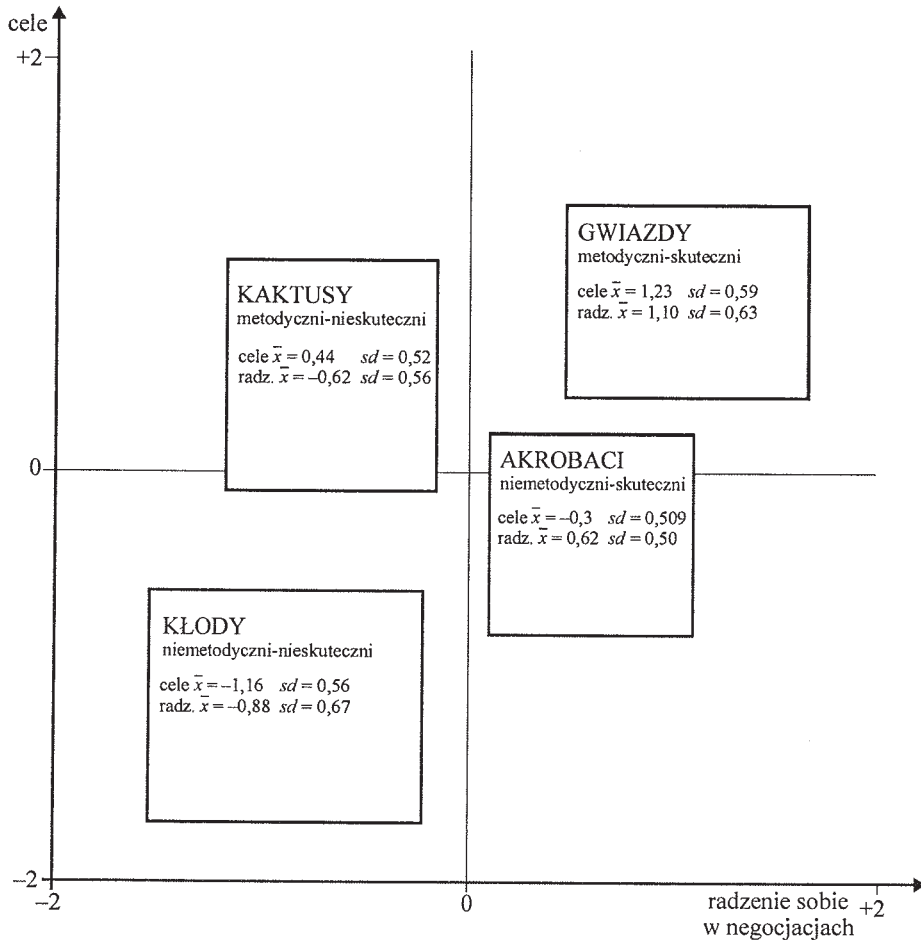 cele
+2
GWIAZDY
metodyczni-skuteczni
cele x̄ = 1,23 sd = 0,59
radz. x̄ = 1,10 sd = 0,63
KAKTUSY
metodyczni-nieskuteczni
cele x̄ = 0,44 sd = 0,52
radz. x̄ = –0,62 sd = 0,56
0
AKROBACI
niemetodyczni-skuteczni
cele x̄ = –0,3 sd = 0,509
radz. x̄ = 0,62 sd = 0,50
KŁODY
niemetodyczni-nieskuteczni
cele x̄ = –1,16 sd = 0,56
radz. x̄ = –0,88 sd = 0,67
–2
–2
0
radzenie sobie
w negocjacjach
+2